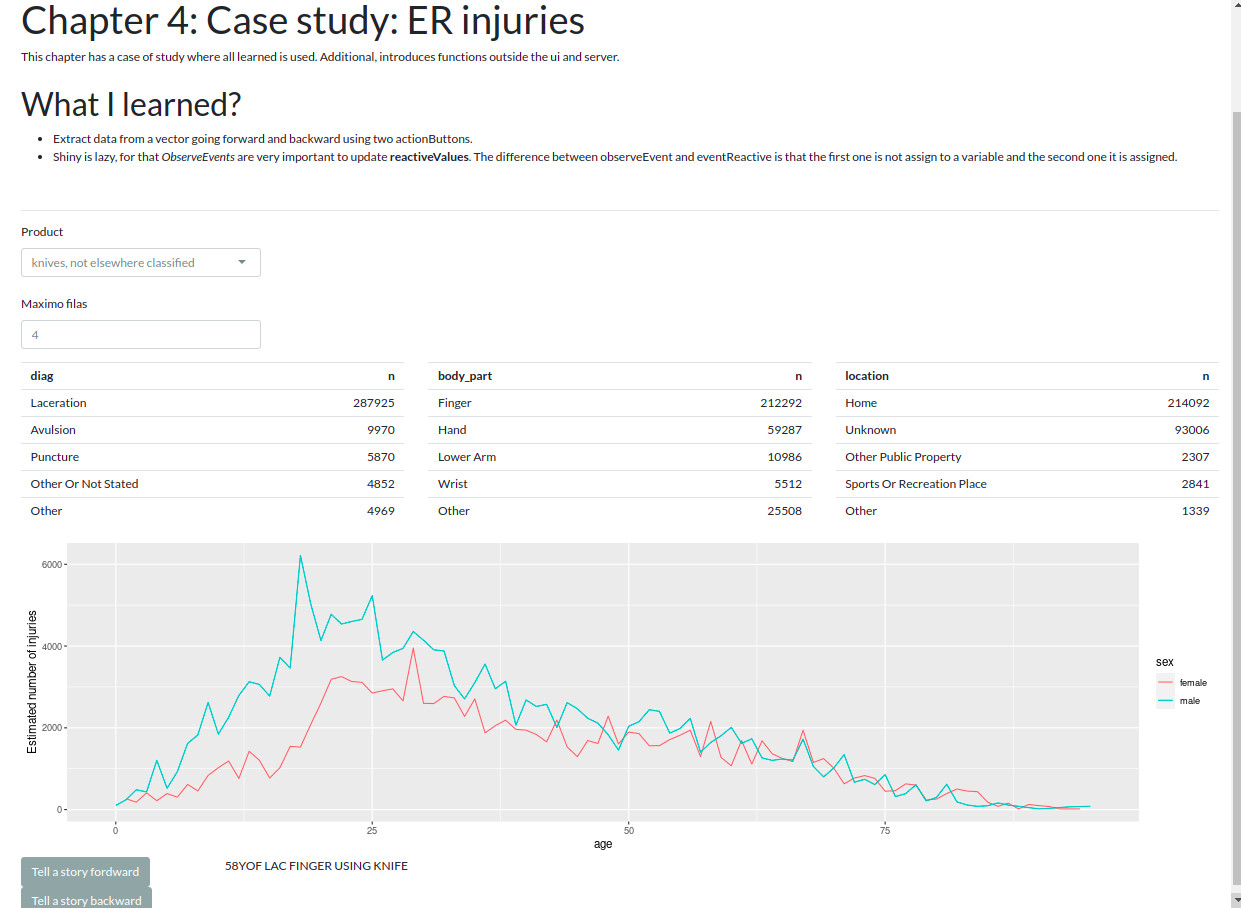 Chapter 4: Case study: ER injuries
This chapter has a case of study where all learned is used. Additional, introduces functions outside the ui and server.
What I learned?
• Extract data from a vector going forward and backward using two actionButtons.
• Shiny is lazy, for that ObserveEvents are very important to update reactiveValues. The difference between observeEvent and eventReactive is that the first one is not assign to a variable and the second one it is assigned.
Product
knives, not elsewhere classified
Maximo filas
4
diag n body_part n location n
Laceration 287925 Finger 212292 Home 214092
Avulsion 9970 Hand 59287 Unknown 93006
Puncture 5870 Lower Arm 10986 Other Public Property 2307
Other Or Not Stated 4852 Wrist 5512 Sports Or Recreation Place 2841
Other 4969 Other 25508 Other 1339
Estimated number of injuries
6000
4000
2000
0
0 25 50 75
age
sex
female
male
Tell a story fordward
58YOF LAC FINGER USING KNIFE
Tell a story backward